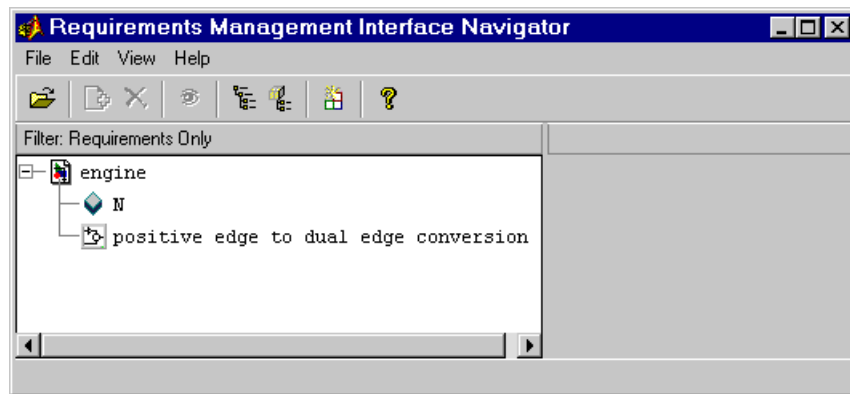 Requirements Management Interface Navigator
File Edit View Help
Filter: Requirements Only
engine
N
positive edge to dual edge conversion